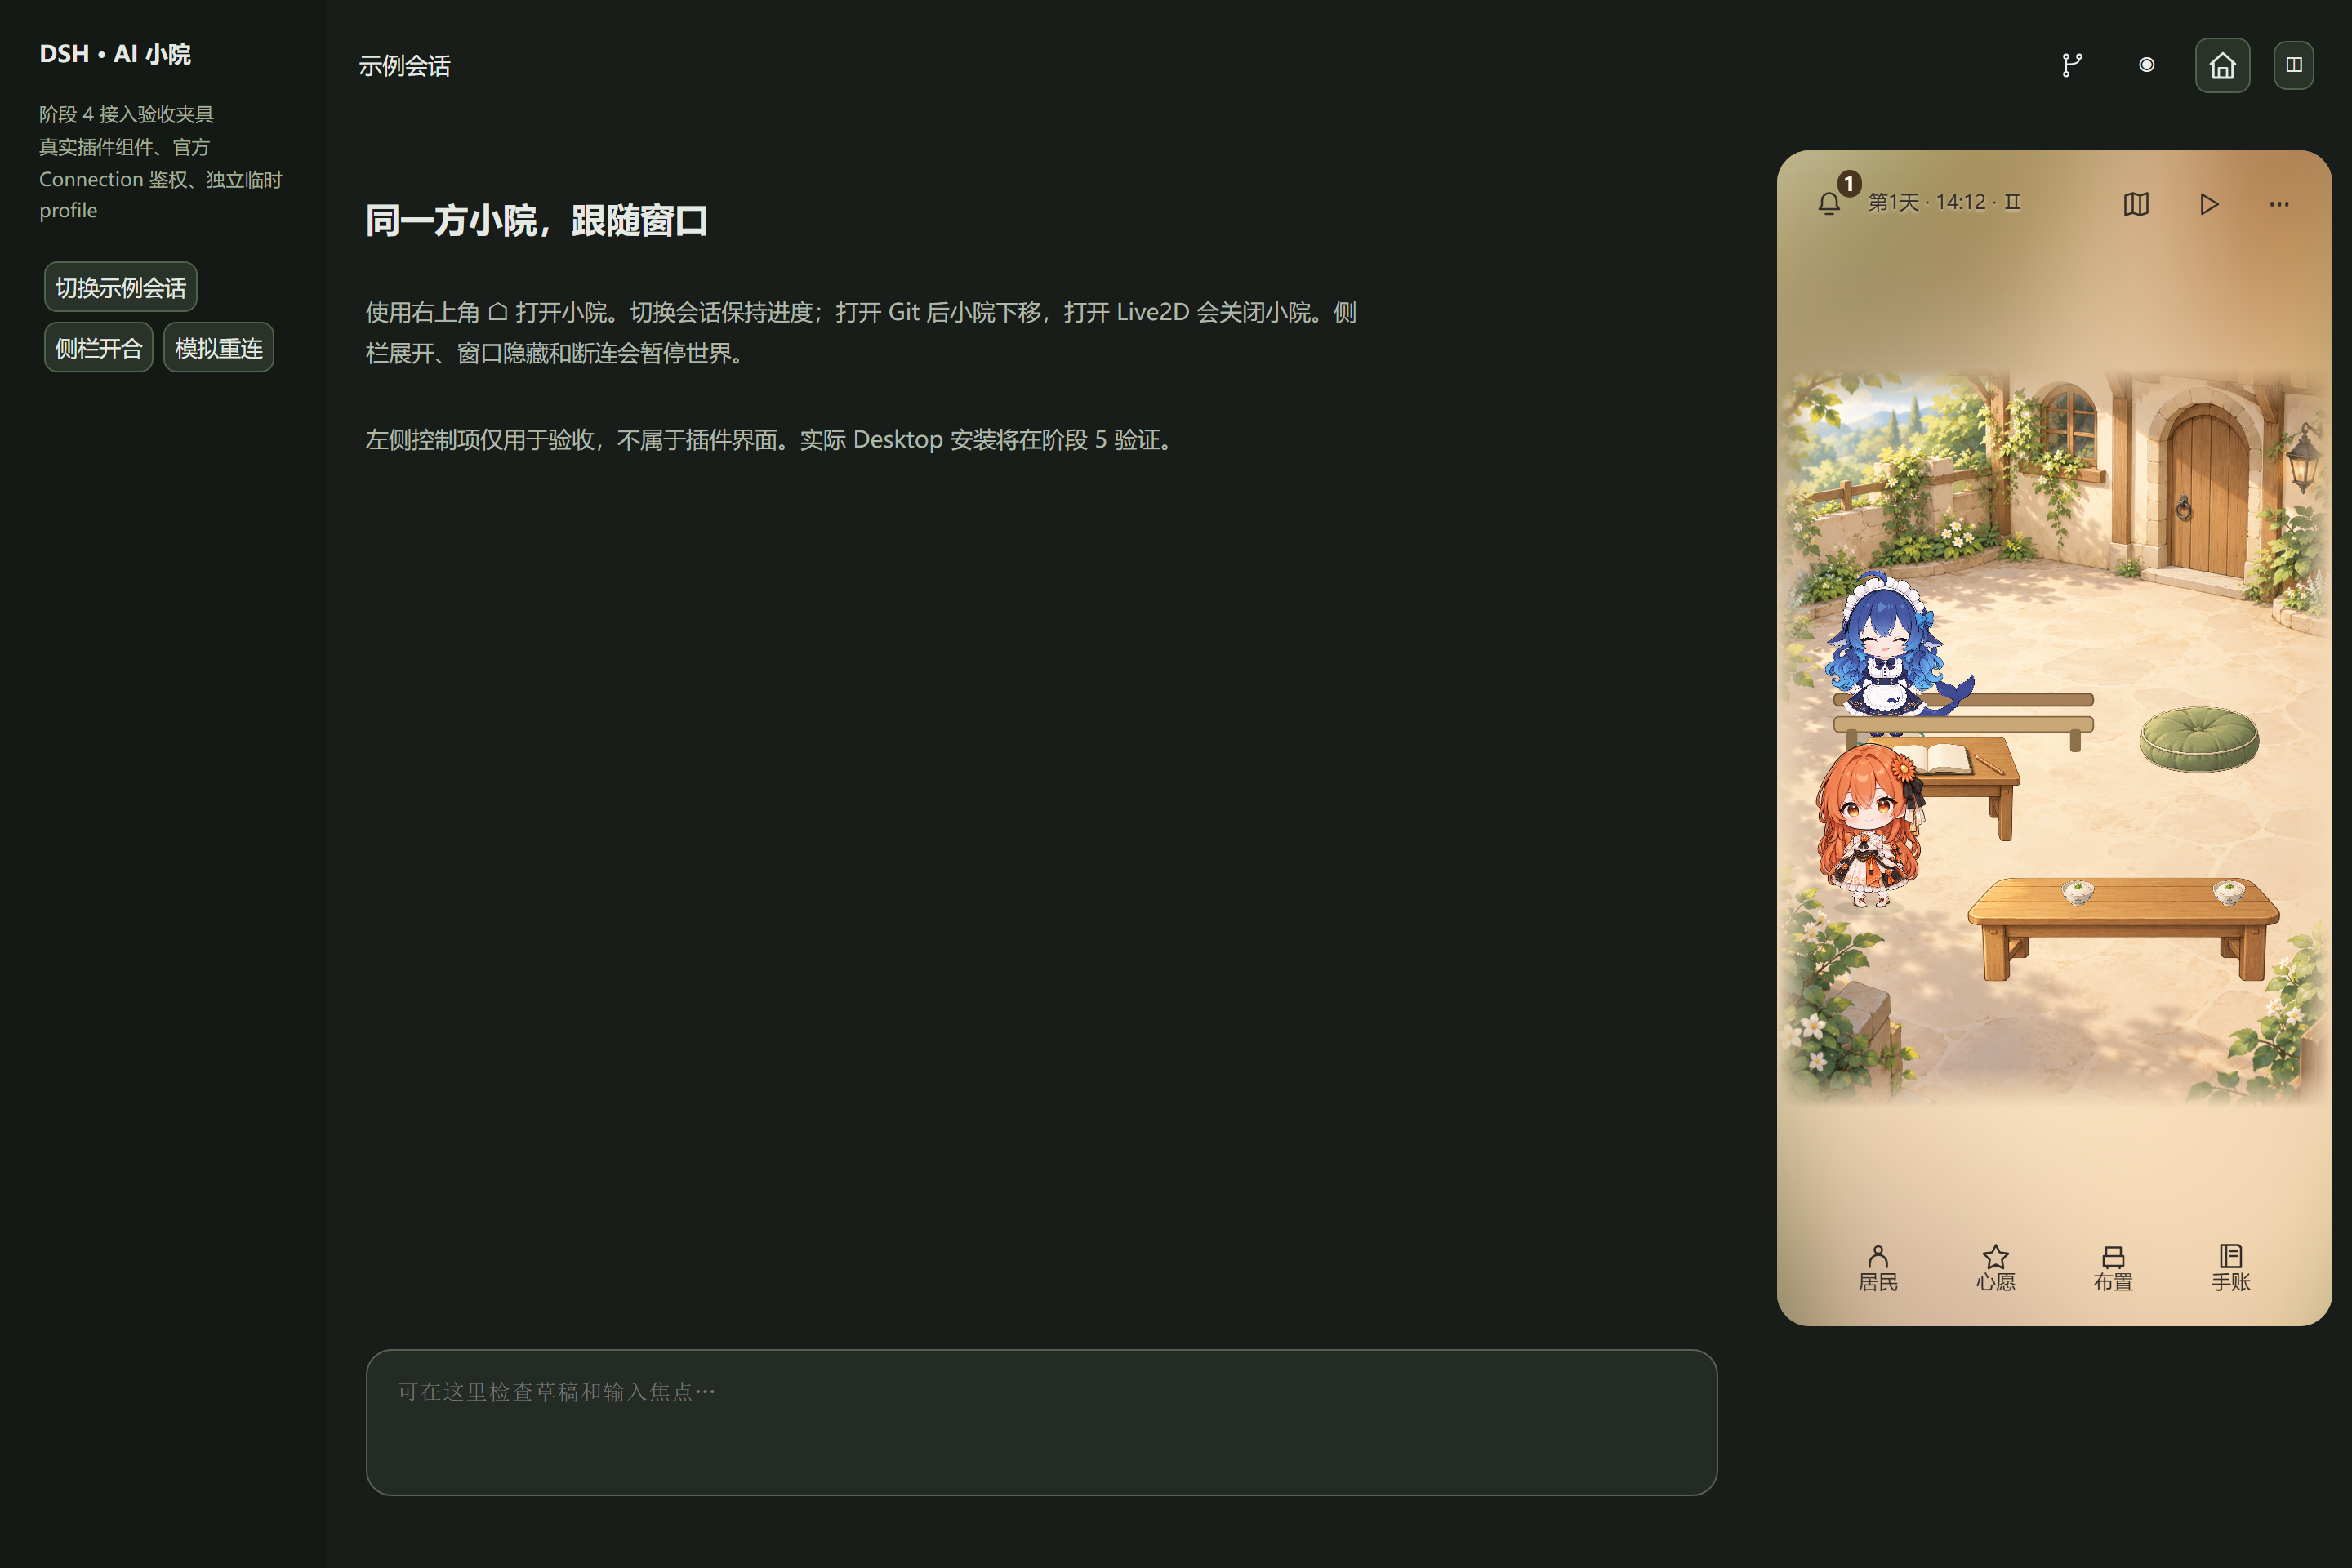 DSH • AI 小院
阶段 4 接入验收夹具
真实插件组件、官方
Connection 鉴权、独立临时
profile
切换示例会话
侧栏开合
模拟重连
示例会话
同一方小院，跟随窗口
使用右上角 ⌂ 打开小院。切换会话保持进度；打开 Git 后小院下移，打开 Live2D 会关闭小院。侧
栏展开、窗口隐藏和断连会暂停世界。
左侧控制项仅用于验收，不属于插件界面。实际 Desktop 安装将在阶段 5 验证。
1
第1天 · 14:12 · Ⅱ
居民
心愿
布置
手账
可在这里检查草稿和输入焦点…